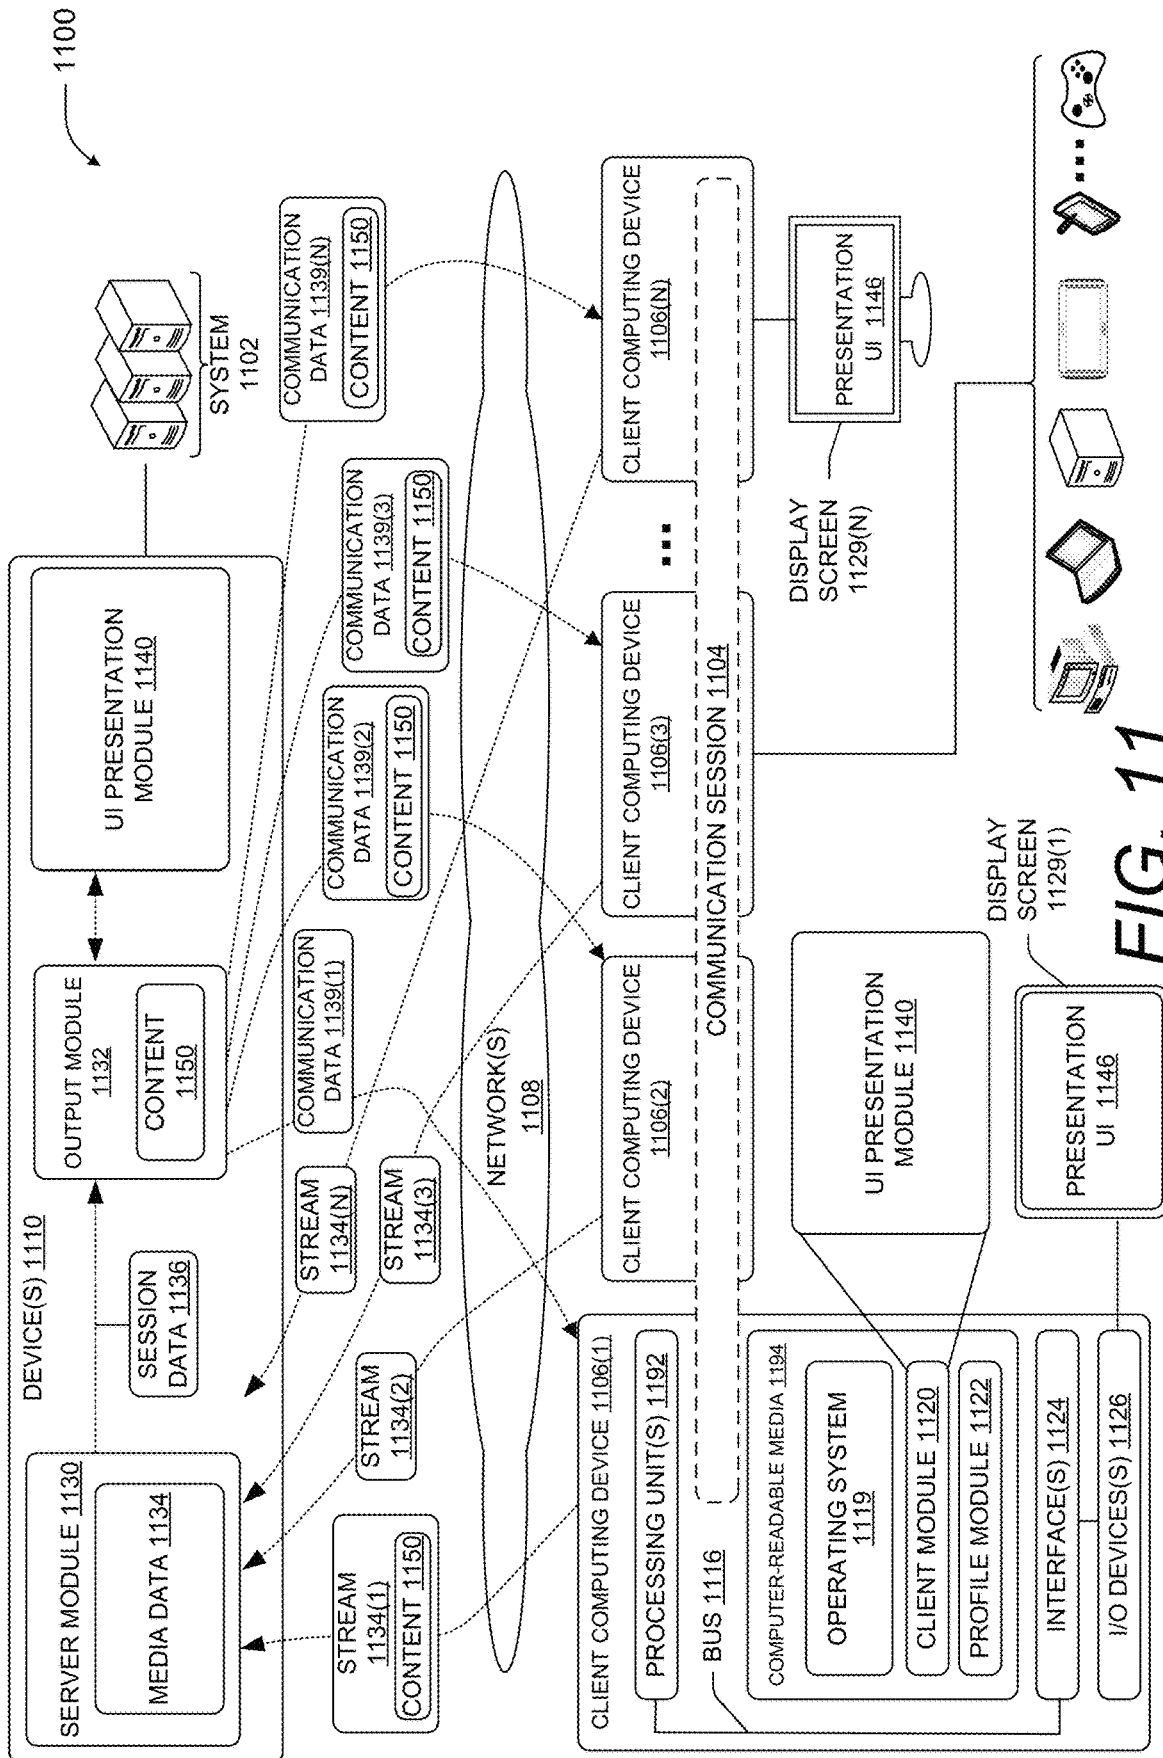 1100
SYSTEM
1102
DEVICE(S) 1110
SERVER MODULE 1130
MEDIA DATA 1134
SESSION
DATA 1136
OUTPUT MODULE
1132
CONTENT
1150
UI PRESENTATION
MODULE 1140
STREAM
1134(1)
CONTENT 1150
STREAM
1134(2)
STREAM
1134(N)
STREAM
1134(3)
COMMUNICATION
DATA 1139(1)
COMMUNICATION
DATA 1139(2)
CONTENT 1150
COMMUNICATION
DATA 1139(3)
CONTENT 1150
COMMUNICATION
DATA 1139(N)
CONTENT 1150
NETWORK(S)
1108
CLIENT COMPUTING DEVICE 1106(1)
PROCESSING UNIT(S) 1192
BUS 1116
COMPUTER-READABLE MEDIA 1194
OPERATING SYSTEM
1119
CLIENT MODULE 1120
PROFILE MODULE 1122
INTERFACE(S) 1124
I/O DEVICES(S) 1126
CLIENT COMPUTING DEVICE
1106(2)
CLIENT COMPUTING DEVICE
1106(3)
CLIENT COMPUTING DEVICE
1106(N)
COMMUNICATION SESSION 1104
UI PRESENTATION
MODULE 1140
PRESENTATION
UI 1146
DISPLAY
SCREEN
1129(1)
DISPLAY
SCREEN
1129(N)
PRESENTATION
UI 1146
FIG. 11